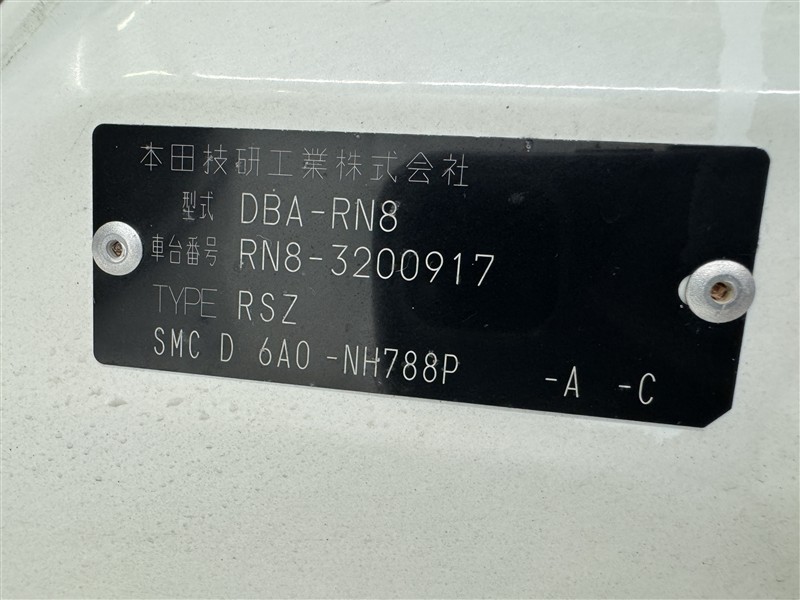 本田技研工業株式会社
型式 DBA-RN8
車台番号 RN8-3200917
TYPE RSZ
SMC D 6A0 -NH788P -A -C